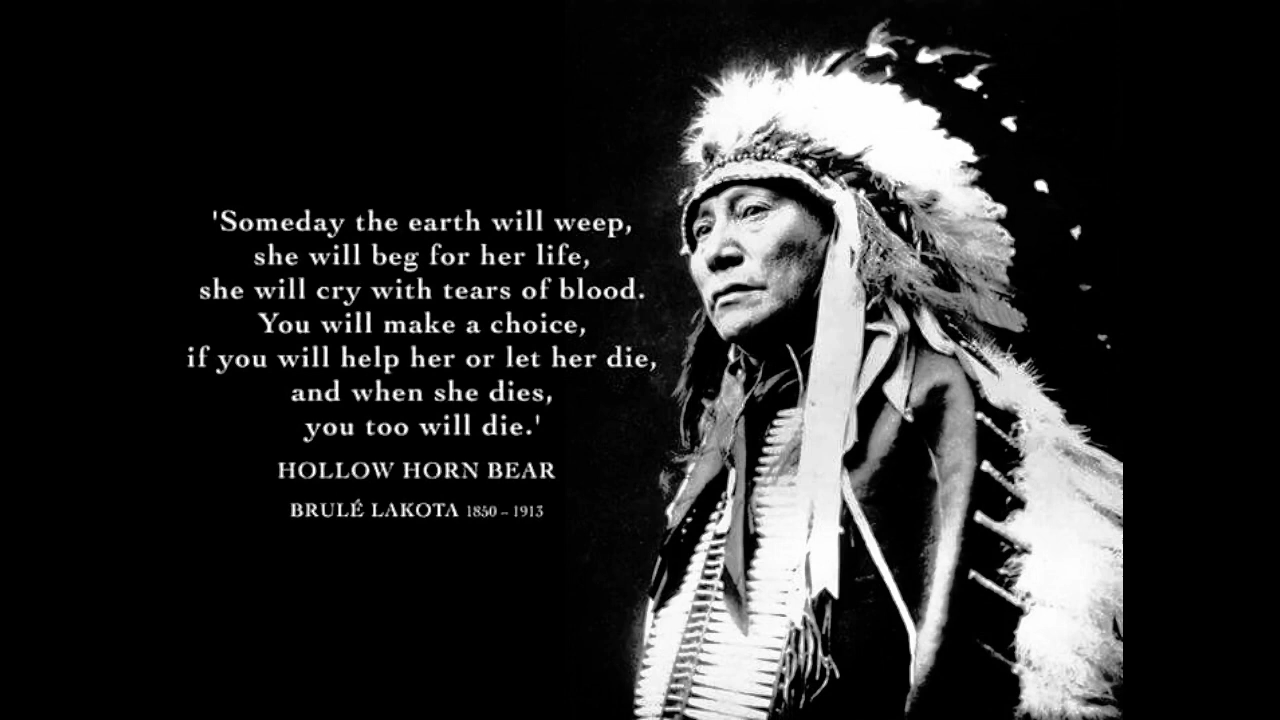 'Someday the earth will weep,
she will beg for her life,
she will cry with tears of blood.
You will make a choice,
if you will help her or let her die,
and when she dies,
you too will die.'
HOLLOW HORN BEAR
BRULÉ LAKOTA 1850 – 1913